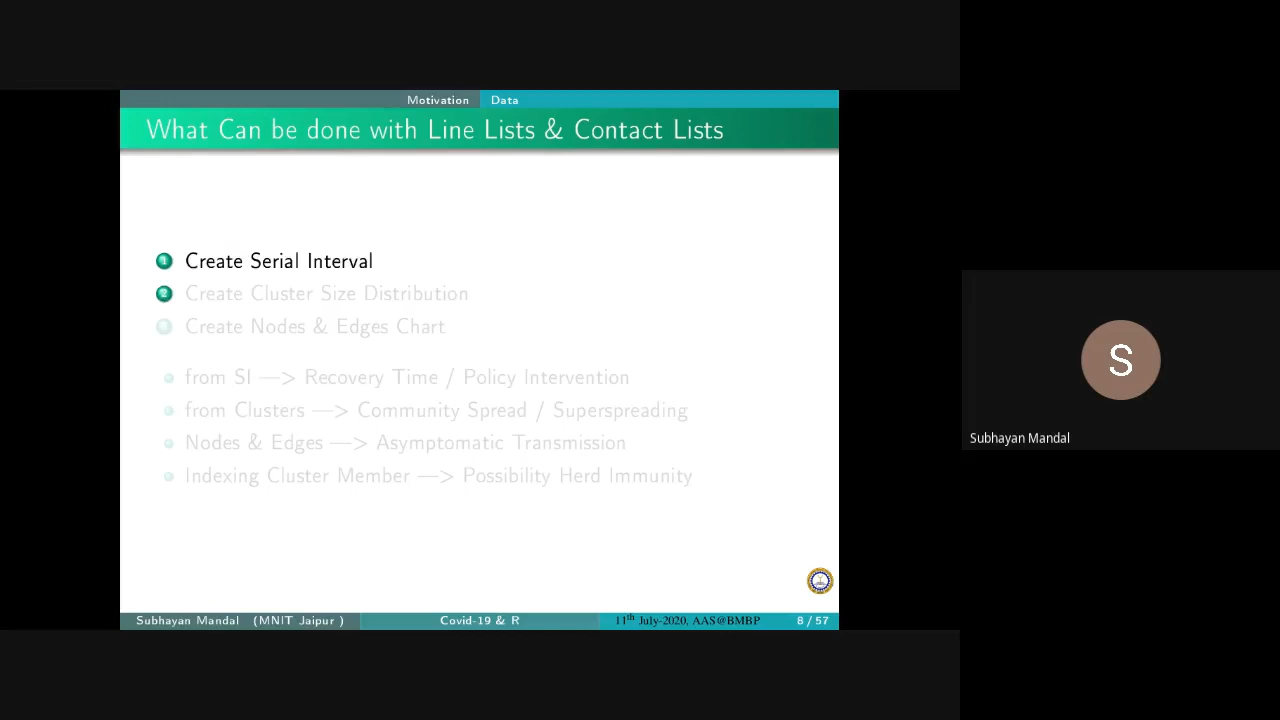 Motivation Data
What Can be done with Line Lists & Contact Lists
1 Create Serial Interval
2 Create Cluster Size Distribution
3 Create Nodes & Edges Chart
from SI —> Recovery Time / Policy Intervention
from Clusters —> Community Spread / Superspreading
Nodes & Edges —> Asymptomatic Transmission
Indexing Cluster Member —> Possibility Herd Immunity
Subhayan Mandal (MNIT Jaipur ) Covid-19 & R 11th July-2020, AAS@BMBP 8 / 57
S
Subhayan Mandal